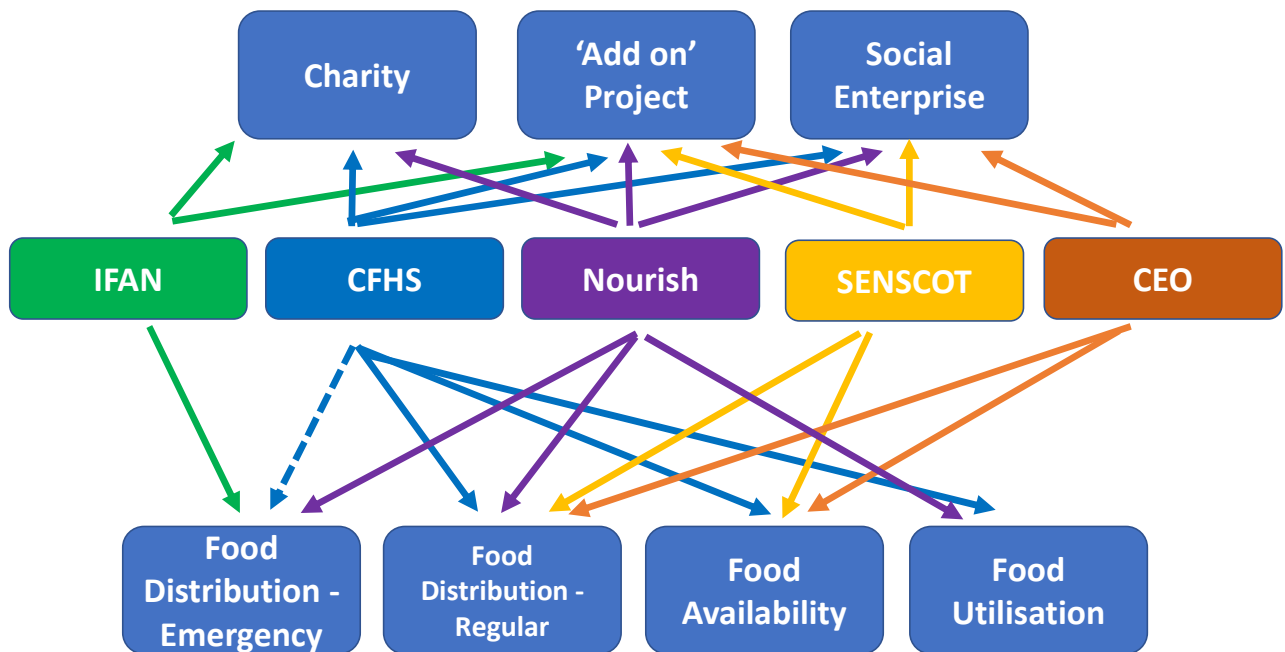 Charity
‘Add on’
Project
Social
Enterprise
IFAN
CFHS
Nourish
SENSCOT
CEO
Food
Distribution -
Emergency
Food
Distribution -
Regular
Food
Availability
Food
Utilisation